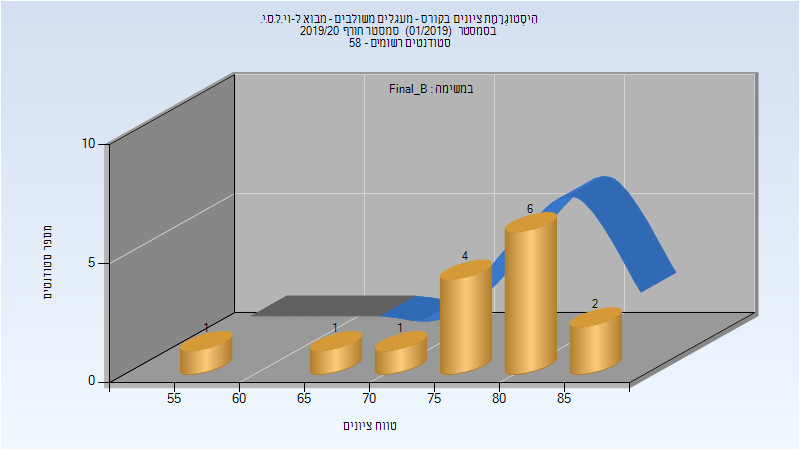 היסטוגרמת ציונים בקורס - מעגלים משולבים - מבוא ל-וי.ל.ס.י.
בסמסטר (01/2019) סמסטר חורף 2019/20
סטודנטים רשומים - 58
במשימה : Final_B
מספר סטודנטים
10
5
0
1
1
1
4
6
2
55
60
65
70
75
80
85
טווח ציונים